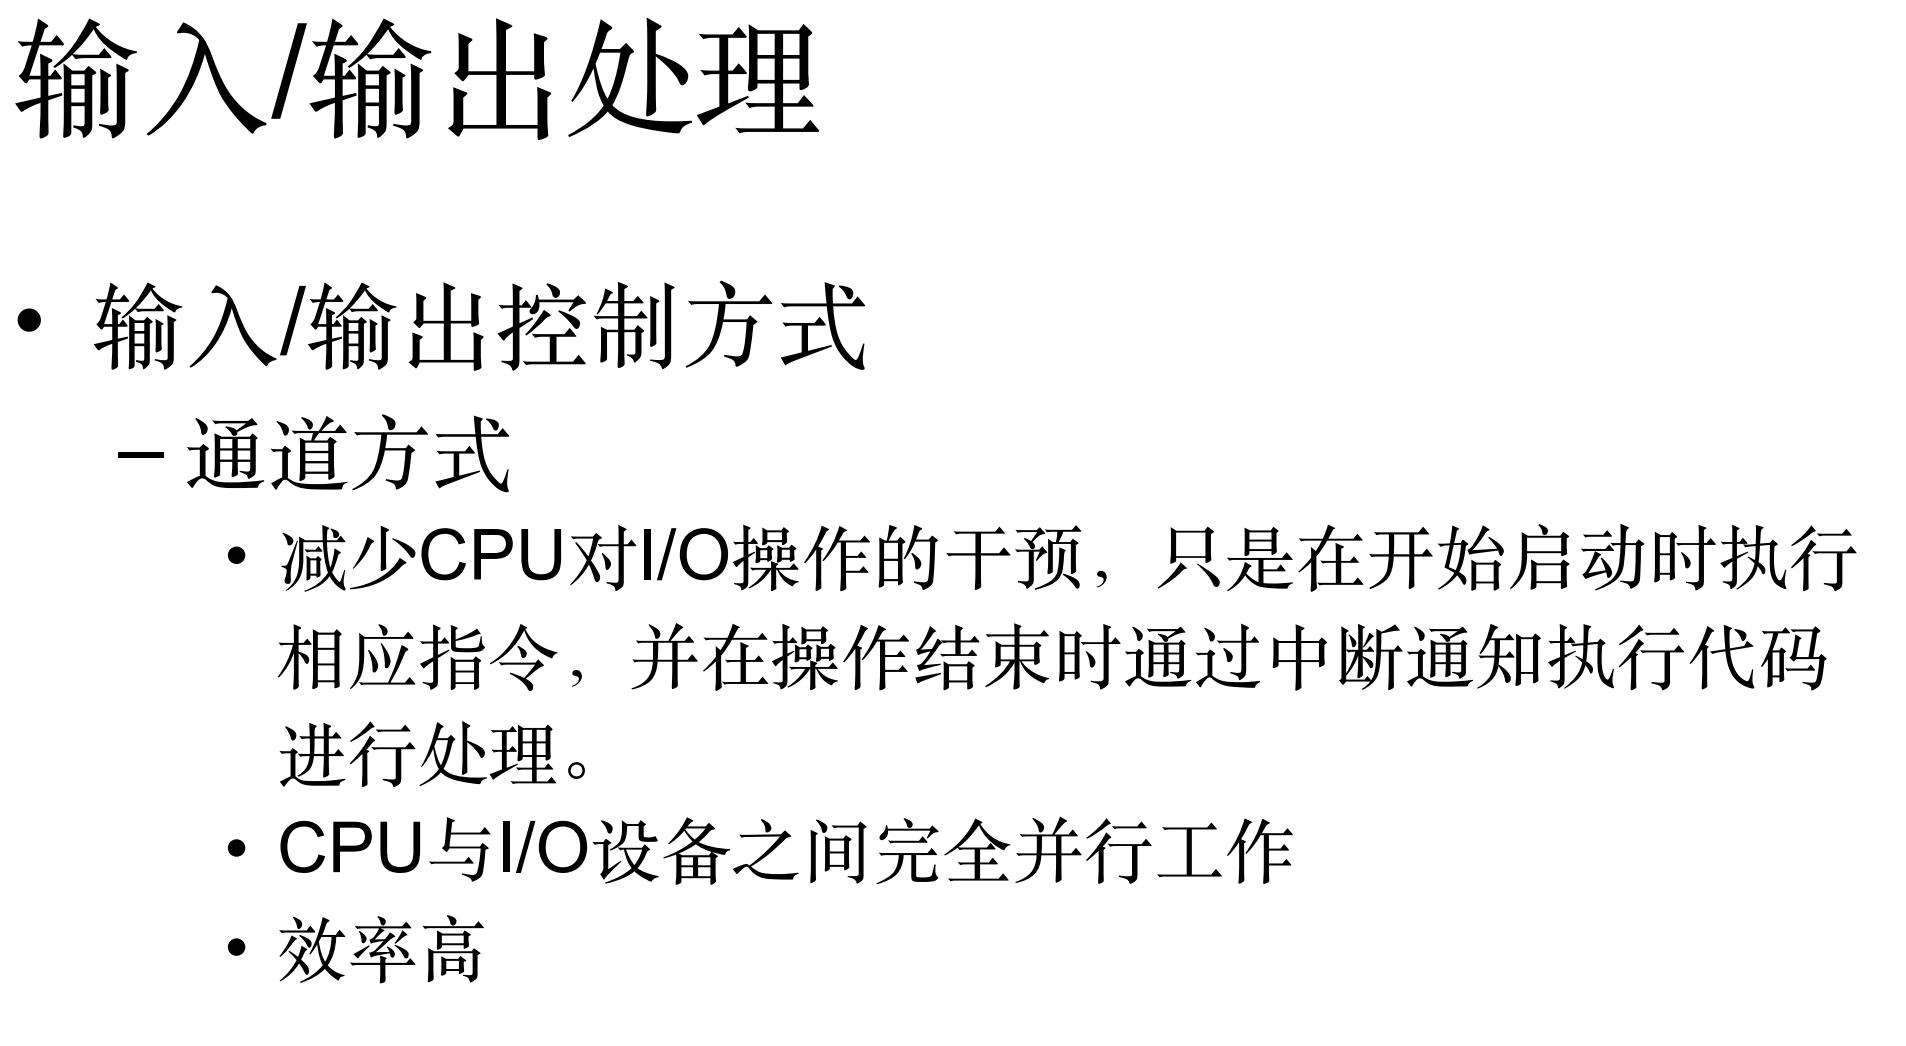 输入/输出处理
• 输入/输出控制方式
– 通道方式
• 减少CPU对I/O操作的干预，只是在开始启动时执行
相应指令，并在操作结束时通过中断通知执行代码
进行处理。
• CPU与I/O设备之间完全并行工作
• 效率高